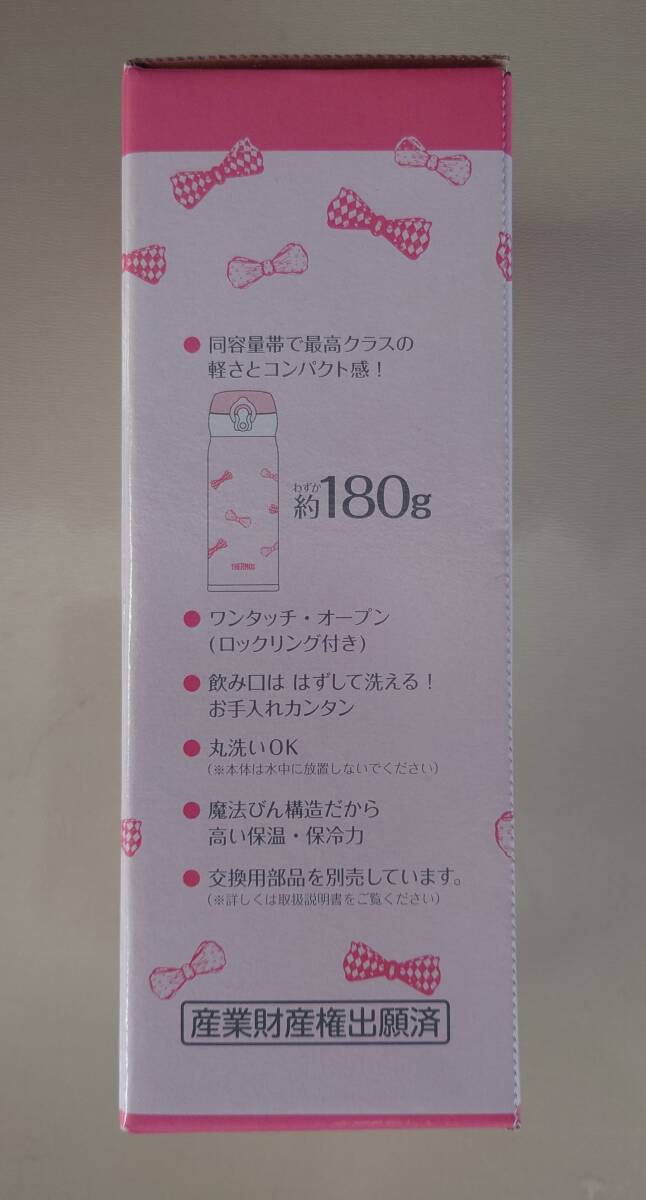 ● 同容量帯で最高クラスの
軽さとコンパクト感！
わずか
約180g
THERMOS
● ワンタッチ・オープン
(ロックリング付き)
● 飲み口は はずして洗える！
お手入れカンタン
● 丸洗いOK
(※本体は水中に放置しないでください)
● 魔法びん構造だから
高い保温・保冷力
● 交換用部品を別売しています。
(※詳しくは取扱説明書をご覧ください)
産業財産権出願済